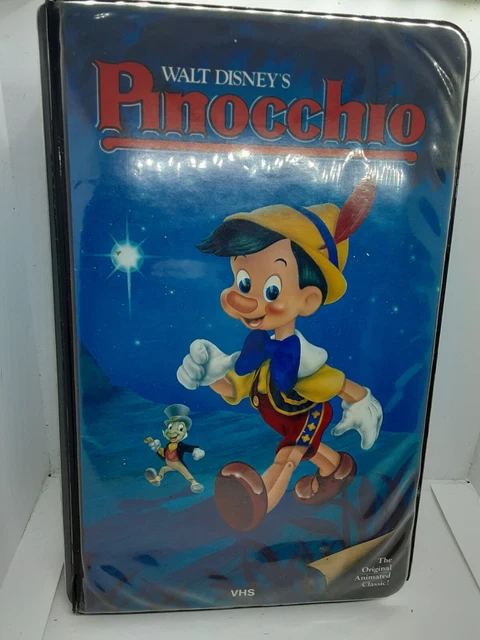 WALT DISNEY'S
Pinocchio
The
Original
Animated
Classic!
VHS